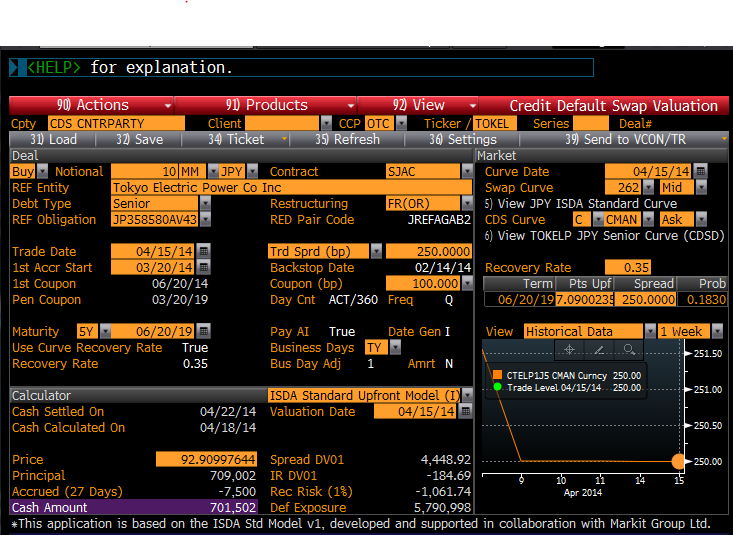 <HELP> for explanation.
90) Actions 91) Products 92) View Credit Default Swap Valuation
Cpty CDS CNTRPARTY Client CCP OTC Ticker / TOKEL Series Deal#
31) Load 32) Save 34) Ticket 35) Refresh 36) Settings 39) Send to VCON/TR
Deal
Buy Notional 10 MM JPY Contract SJAC
REF Entity Tokyo Electric Power Co Inc
Debt Type Senior Restructuring FR(OR)
REF Obligation JP358580AV43 RED Pair Code JREFAGAB2
Trade Date 04/15/14 Trd Sprd (bp) 250.0000
1st Accr Start 03/20/14 Backstop Date 02/14/14
1st Coupon 06/20/14 Coupon (bp) 100.000
Pen Coupon 03/20/19 Day Cnt ACT/360 Freq Q
Maturity 5Y 06/20/19 Pay AI True Date Gen I
Use Curve Recovery Rate True Business Days TY
Recovery Rate 0.35 Bus Day Adj 1 Amrt N
Market
Curve Date 04/15/14
Swap Curve 262 Mid
5) View JPY ISDA Standard Curve
CDS Curve C CMAN Ask
6) View TOKELP JPY Senior Curve (CDSD)
Recovery Rate 0.35
Term Pts Upf Spread Prob
06/20/19 7.0900235 250.0000 0.1830
View Historical Data 1 Week
CTELP1J5 CMAN Curncy 250.00
Trade Level 04/15/14 250.00
251.50
251.00
250.50
250.00
9 10 11 14 15
Apr 2014
Calculator ISDA Standard Upfront Model (I)
Cash Settled On 04/22/14 Valuation Date 04/15/14
Cash Calculated On 04/18/14
Price 92.90997644 Spread DV01 4,448.92
Principal 709,002 IR DV01 -184.69
Accrued (27 Days) -7,500 Rec Risk (1%) -1,061.74
Cash Amount 701,502 Def Exposure 5,790,998
*This application is based on the ISDA Std Model v1, developed and supported in collaboration with Markit Group Ltd.